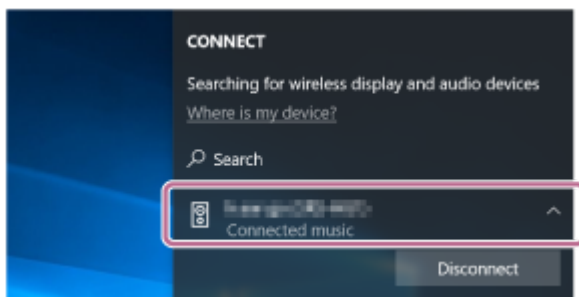 CONNECT
Searching for wireless display and audio devices
Where is my device?
Search
Connected music
Disconnect